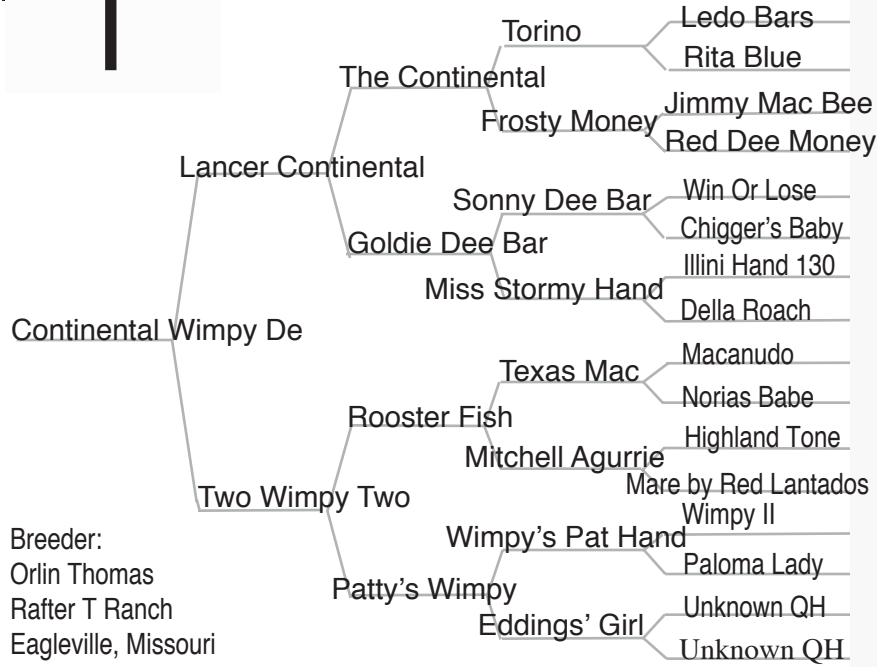 Ledo Bars
Torino
Rita Blue
The Continental
Jimmy Mac Bee
Frosty Money
Red Dee Money
Lancer Continental
Win Or Lose
Sonny Dee Bar
Chigger's Baby
Goldie Dee Bar
Illini Hand 130
Miss Stormy Hand
Della Roach
Continental Wimpy De
Macanudo
Texas Mac
Norias Babe
Rooster Fish
Highland Tone
Mitchell Agurrie
Mare by Red Lantados
Two Wimpy Two
Wimpy II
Wimpy's Pat Hand
Paloma Lady
Patty's Wimpy
Unknown QH
Eddings' Girl
Unknown QH
Breeder:
Orlin Thomas
Rafter T Ranch
Eagleville, Missouri